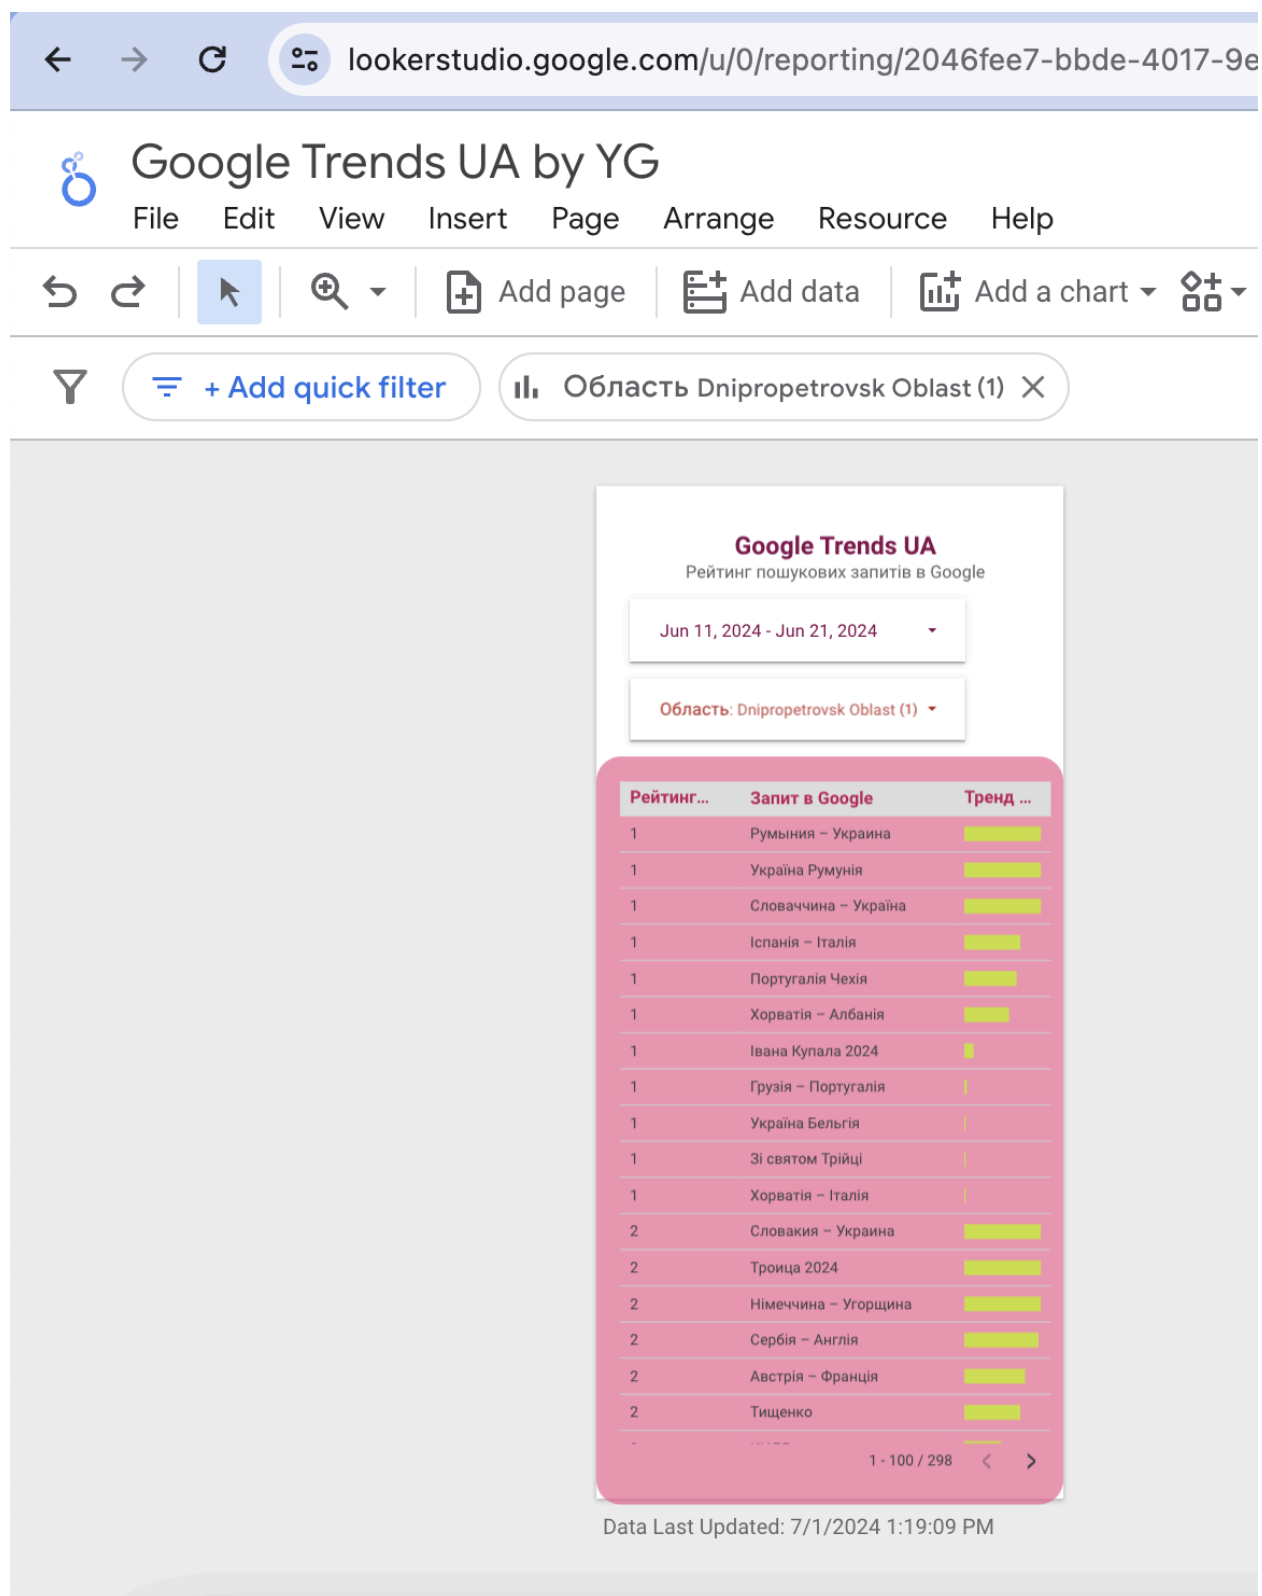 lookerstudio.google.com/u/0/reporting/2046fee7-bbde-4017-9e
Google Trends UA by YG
File Edit View Insert Page Arrange Resource Help
Add page Add data Add a chart
+ Add quick filter Область Dnipropetrovsk Oblast (1)
Google Trends UA
Рейтинг пошукових запитів в Google
Jun 11, 2024 - Jun 21, 2024
Область: Dnipropetrovsk Oblast (1)
Рейтинг... Запит в Google Тренд ...
1 Румыния – Украина
1 Україна Румунія
1 Словаччина – Україна
1 Іспанія – Італія
1 Португалія Чехія
1 Хорватія – Албанія
1 Івана Купала 2024
1 Грузія – Португалія
1 Україна Бельгія
1 Зі святом Трійці
1 Хорватія – Італія
2 Словакия – Украина
2 Троица 2024
2 Німеччина – Угорщина
2 Сербія – Англія
2 Австрія – Франція
2 Тищенко
1 - 100 / 298
Data Last Updated: 7/1/2024 1:19:09 PM